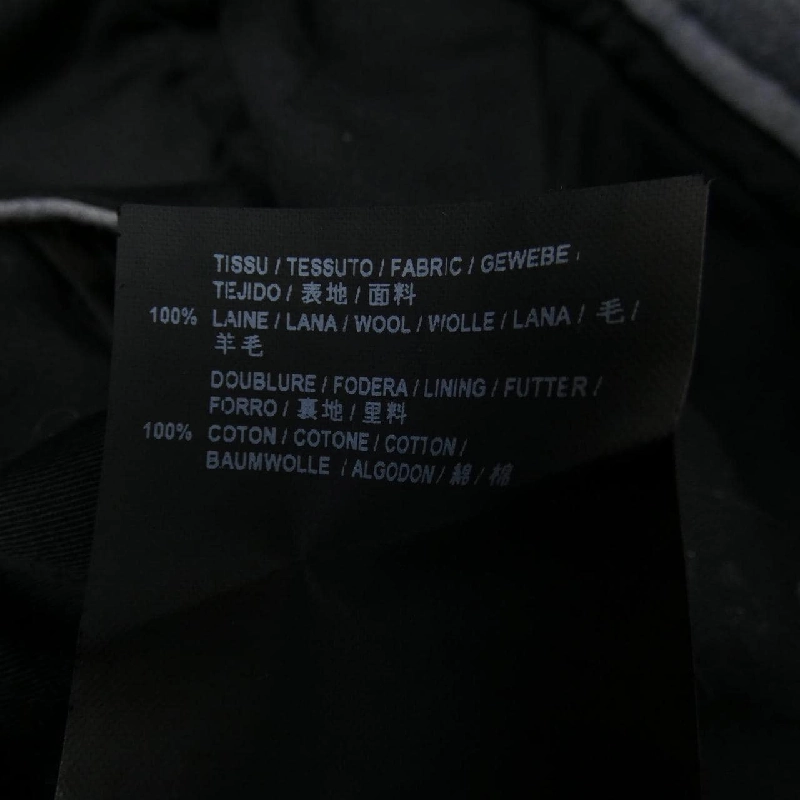 TISSU / TESSUTO / FABRIC / GEWEBE /
TEJIDO / 表地 / 面料
100% LAINE / LANA / WOOL / WOLLE / LANA / 毛 /
羊毛
DOUBLURE / FODERA / LINING / FUTTER /
FORRO / 裏地 / 里料
100% COTON / COTONE / COTTON /
BAUMWOLLE / ALGODON / 綿 / 棉